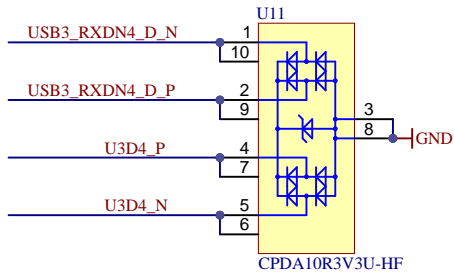 U11
USB3_RXDN4_D_N
1
10
USB3_RXDN4_D_P
2
9
3
8
GND
U3D4_P
4
7
U3D4_N
5
6
CPDA10R3V3U-HF